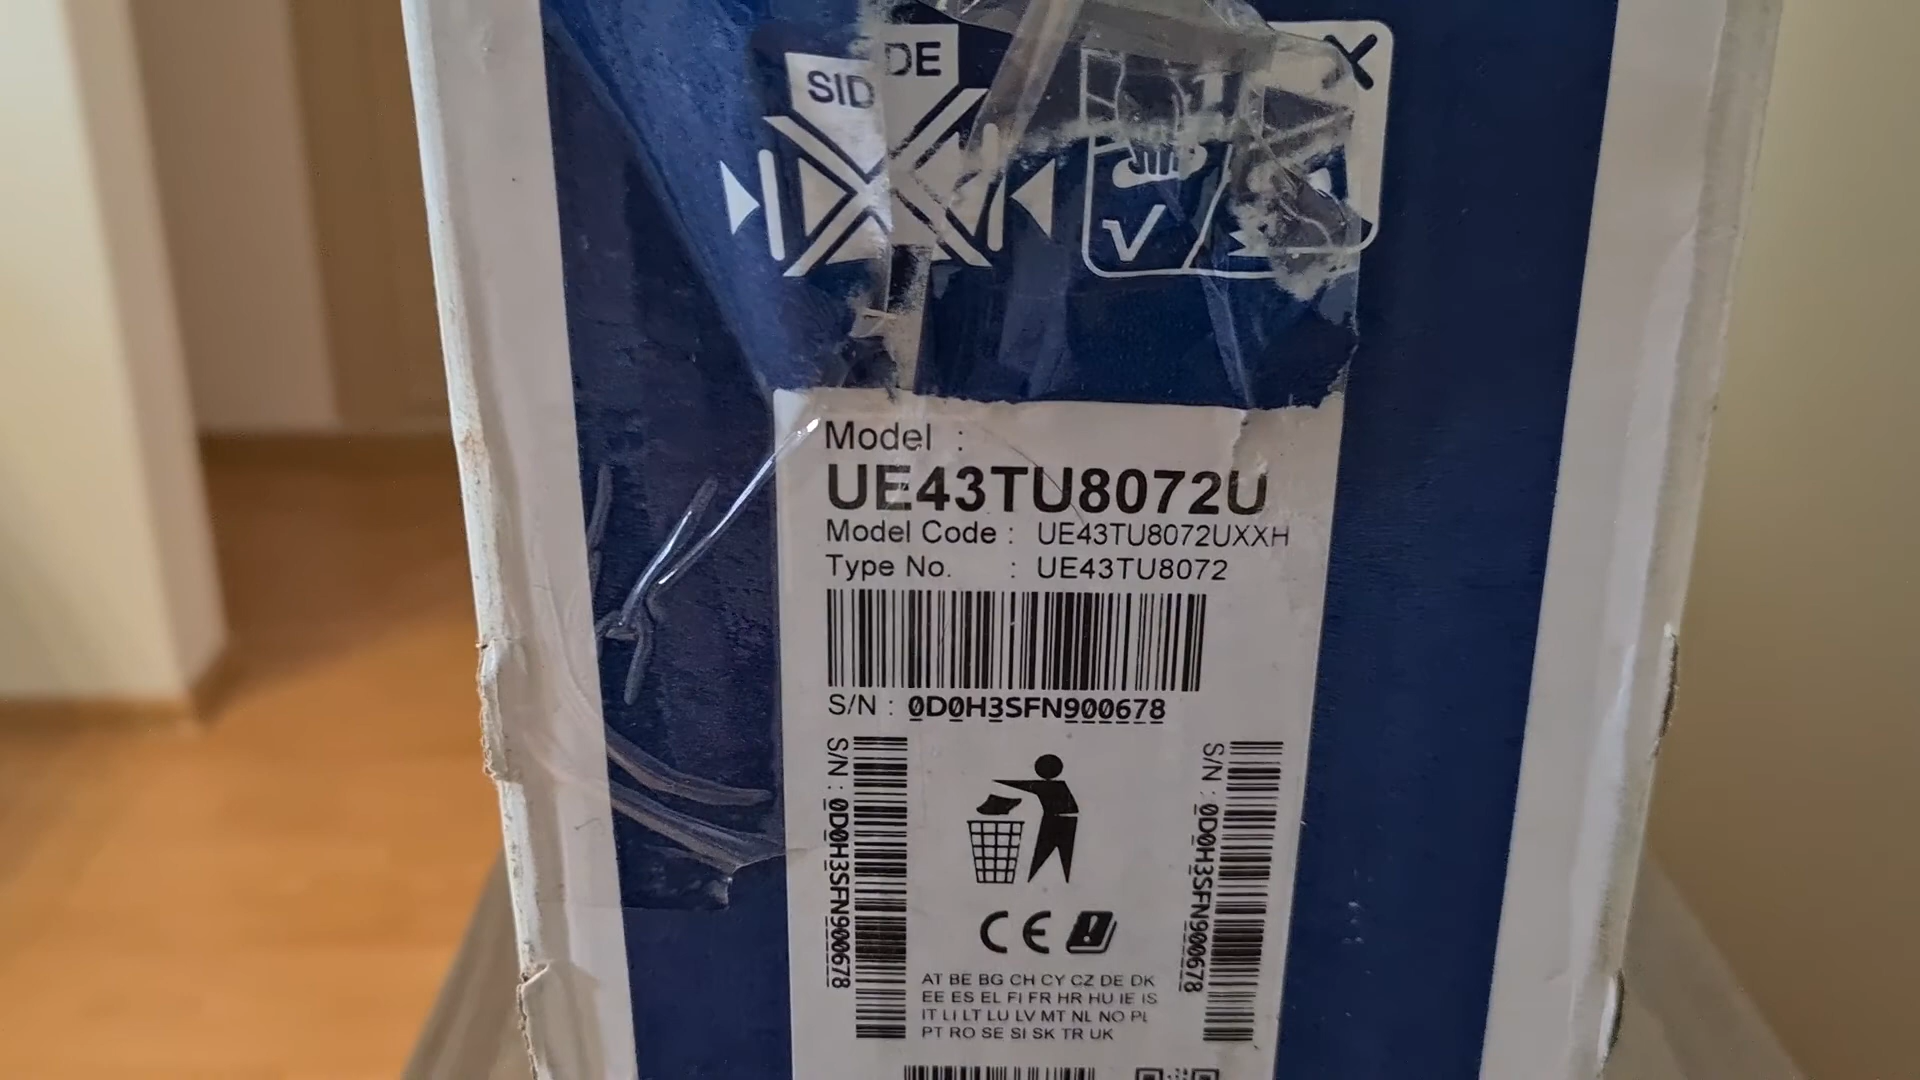 SIDE
Model :
UE43TU8072U
Model Code : UE43TU8072UXXH
Type No. : UE43TU8072
S/N : 0D0H3SFN900678
S/N : 0D0H3SFN900678
S/N : 0D0H3SFN900678
CE
AT BE BG CH CY CZ DE DK
EE ES EL FI FR HR HU IE IS
IT LI LT LU LV MT NL NO PL
PT RO SE SI SK TR UK